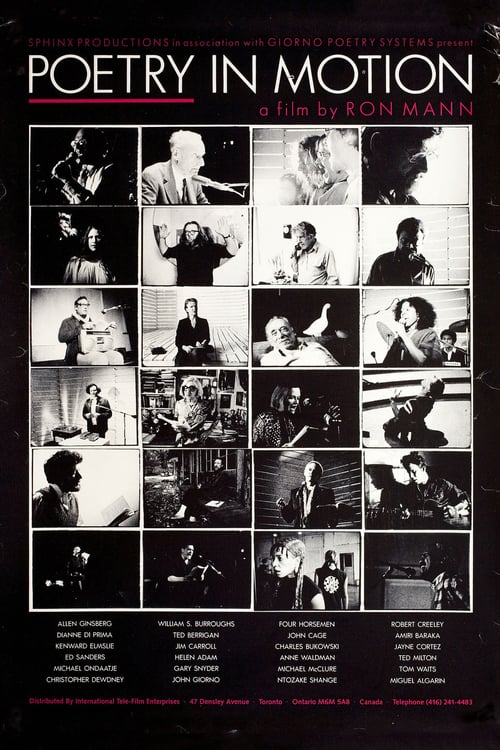 SPHINX PRODUCTIONS in association with GIORNO POETRY SYSTEMS present
POETRY IN MOTION
a film by RON MANN
ALLEN GINSBERG WILLIAM S. BURROUGHS FOUR HORSEMEN ROBERT CREELEY
DIANNE DI PRIMA TED BERRIGAN JOHN CAGE AMIRI BARAKA
KENWARD ELMSLIE JIM CARROLL CHARLES BUKOWSKI JAYNE CORTEZ
ED SANDERS HELEN ADAM ANNE WALDMAN TED MILTON
MICHAEL ONDAATJE GARY SNYDER MICHAEL McCLURE TOM WAITS
CHRISTOPHER DEWDNEY JOHN GIORNO NTOZAKE SHANGE MIGUEL ALGARIN
Distributed By International Tele-Film Enterprises · 47 Densley Avenue · Toronto · Ontario M6M 5A8 · Canada · Telephone (416) 241-4483